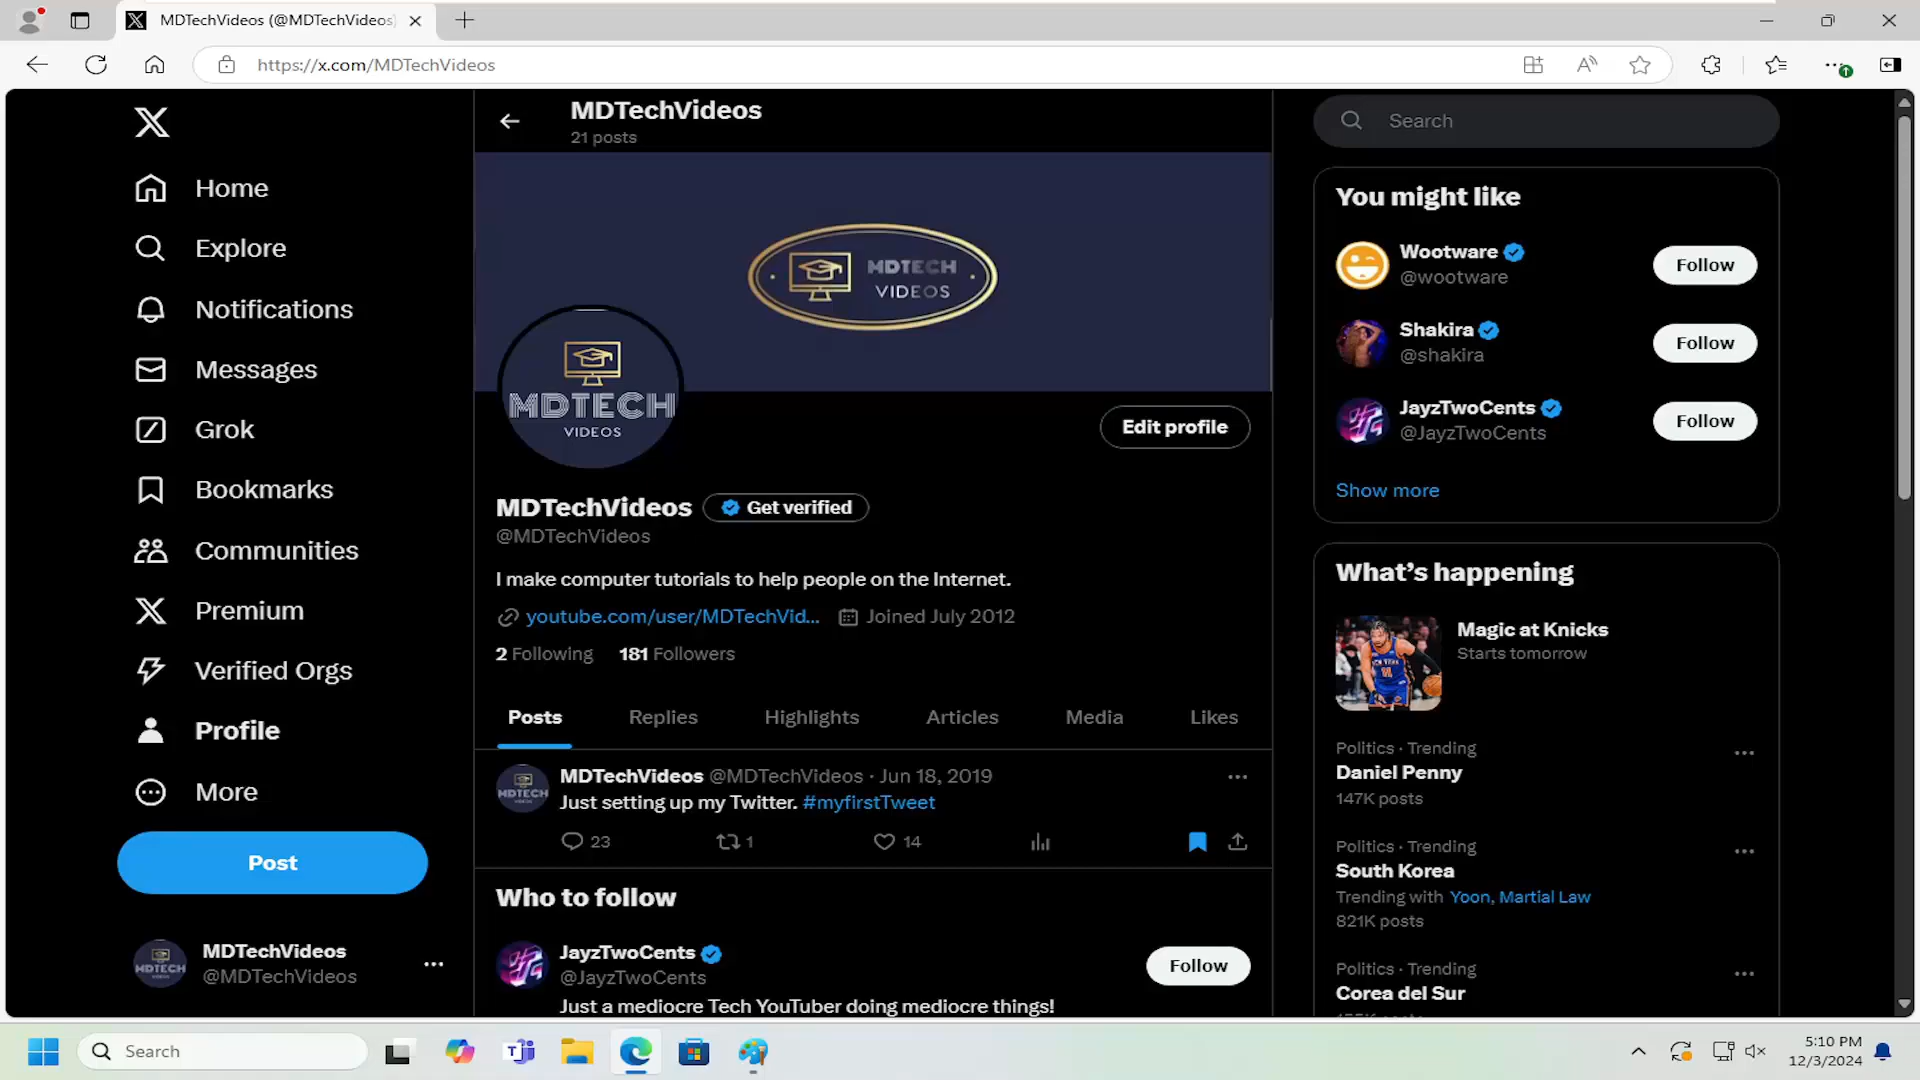 MDTechVideos (@MDTechVideos)
https://x.com/MDTechVideos
Home
Explore
Notifications
Messages
Grok
Bookmarks
Communities
Premium
Verified Orgs
Profile
More
Post
MDTechVideos
@MDTechVideos
MDTechVideos
21 posts
MDTECH
VIDEOS
MDTECH
VIDEOS
Edit profile
MDTechVideos Get verified
@MDTechVideos
I make computer tutorials to help people on the Internet.
youtube.com/user/MDTechVid... Joined July 2012
2 Following 181 Followers
Posts Replies Highlights Articles Media Likes
MDTechVideos @MDTechVideos · Jun 18, 2019
Just setting up my Twitter. #myfirstTweet
23 1 14
Who to follow
JayzTwoCents
@JayzTwoCents
Follow
Just a mediocre Tech YouTuber doing mediocre things!
Search
You might like
Wootware
@wootware
Follow
Shakira
@shakira
Follow
JayzTwoCents
@JayzTwoCents
Follow
Show more
What's happening
Magic at Knicks
Starts tomorrow
Politics · Trending
Daniel Penny
147K posts
Politics · Trending
South Korea
Trending with Yoon, Martial Law
821K posts
Politics · Trending
Corea del Sur
Search
5:10 PM
12/3/2024